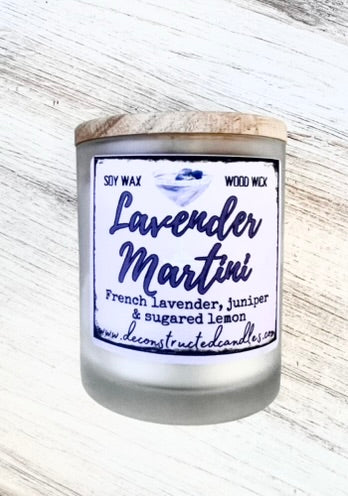 SOY WAX WOOD WICK
Lavender
Martini
French lavender, juniper
& sugared lemon
www.deconstructedcandles.com